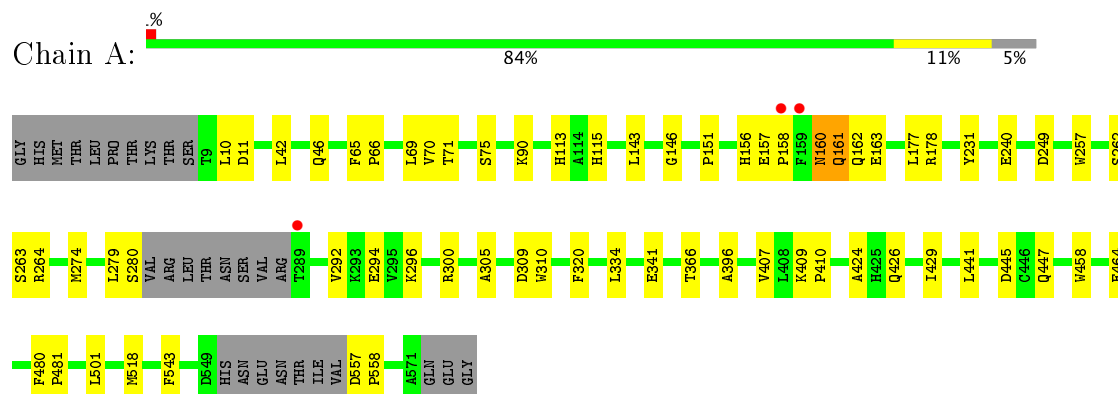 .%
Chain A:
84% 11% 5%
GLY HIS MET THR LEU PRO THR LYS THR SER T9 L10 D11 L42 Q46 F65 P66 L69 V70 T71 S75 K90 H113 A114 H115 L143 G146 P151 H156 E157 P158 F159 N160 Q161 Q162 E163 L177 R178 Y231 E240 D249 W257 S262
S263 R264 M274 L279 S280 VAL ARG LEU THR ASN SER VAL ARG T289 V292 K293 E294 V295 K296 R300 A305 D309 W310 F320 L334 E341 T366 A396 V407 L408 K409 P410 A424 H425 Q426 I429 L441 D445 C446 Q447 W458
F480 P481 L501 M518 F543 D549 HIS ASN GLU ASN THR ILE VAL D557 P558 A571 GLN GLU GLY